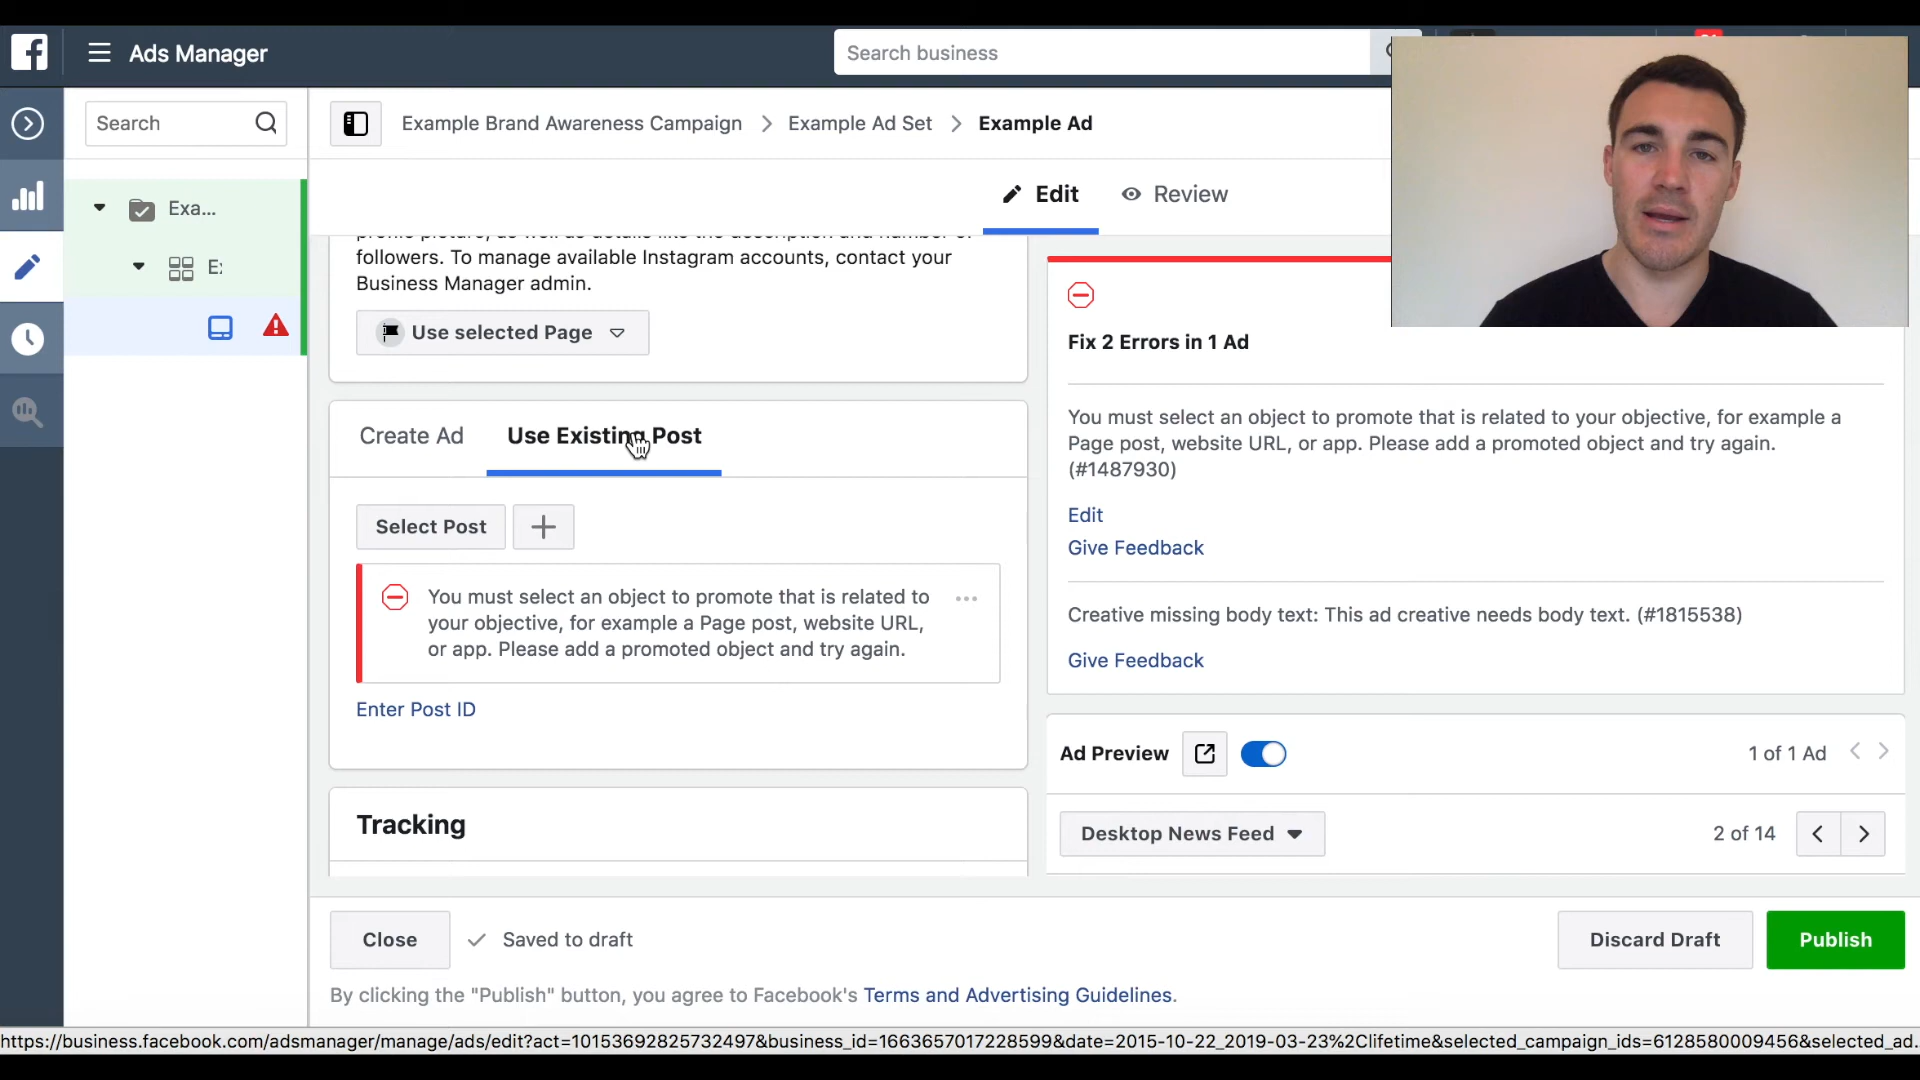 Ads Manager
Search business
Search
Example Brand Awareness Campaign > Example Ad Set > Example Ad
Edit
Review
Exa...
followers. To manage available Instagram accounts, contact your
Business Manager admin.
Use selected Page
Create Ad
Use Existing Post
Select Post
You must select an object to promote that is related to
your objective, for example a Page post, website URL,
or app. Please add a promoted object and try again.
Enter Post ID
Tracking
Fix 2 Errors in 1 Ad
You must select an object to promote that is related to your objective, for example a
Page post, website URL, or app. Please add a promoted object and try again.
(#1487930)
Edit
Give Feedback
Creative missing body text: This ad creative needs body text. (#1815538)
Give Feedback
Ad Preview
1 of 1 Ad
Desktop News Feed
2 of 14
Close
Saved to draft
Discard Draft
Publish
By clicking the "Publish" button, you agree to Facebook's Terms and Advertising Guidelines.
https://business.facebook.com/adsmanager/manage/ads/edit?act=10153692825732497&business_id=1663657017228599&date=2015-10-22_2019-03-23%2Clifetime&selected_campaign_ids=6128580009456&selected_ad...